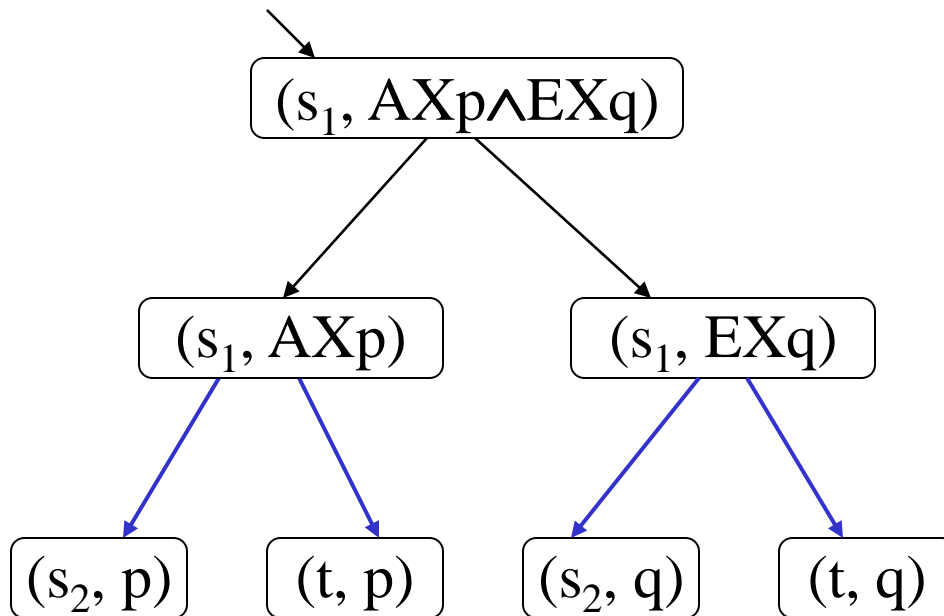 (s₁, AXp∧EXq)
(s₁, AXp)
(s₁, EXq)
(s₂, p)
(t, p)
(s₂, q)
(t, q)